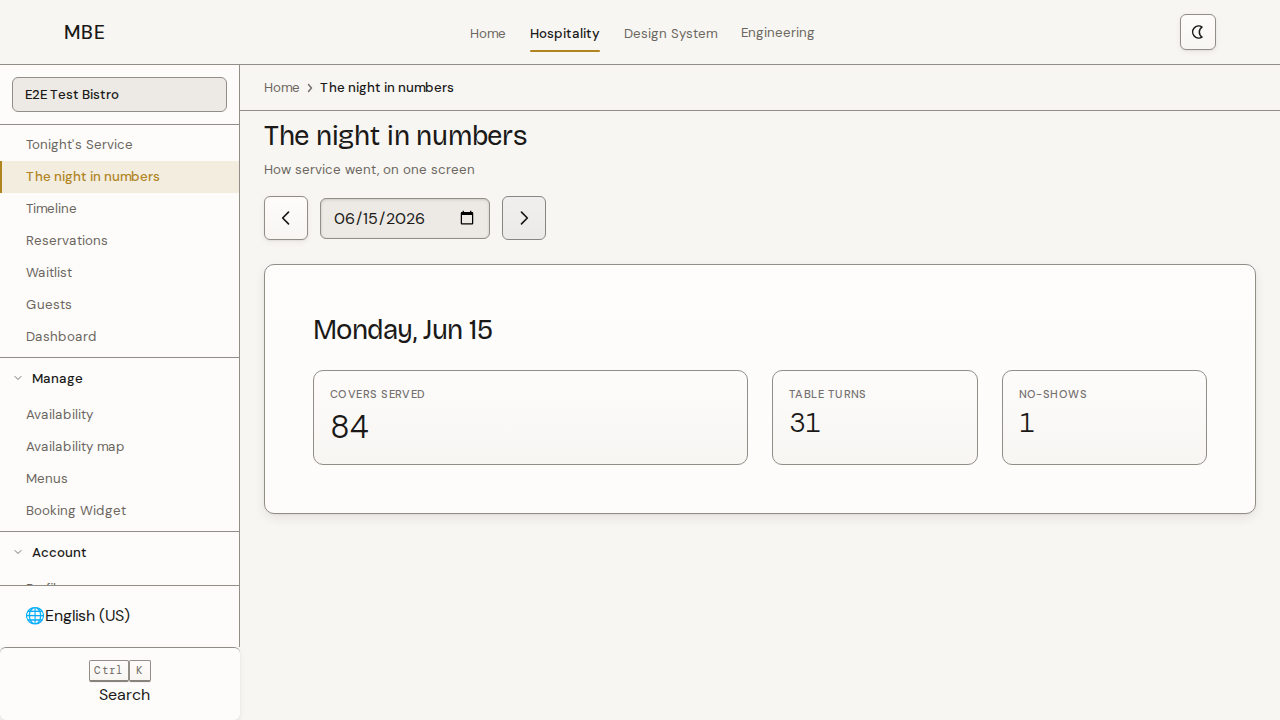 MBE
Home
Hospitality
Design System
Engineering
E2E Test Bistro
Tonight's Service
The night in numbers
Timeline
Reservations
Waitlist
Guests
Dashboard
Manage
Availability
Availability map
Menus
Booking Widget
Account
🌐English (US)
Ctrl K
Search
Home > The night in numbers
The night in numbers
How service went, on one screen
06/15/2026
Monday, Jun 15
COVERS SERVED
84
TABLE TURNS
31
NO-SHOWS
1